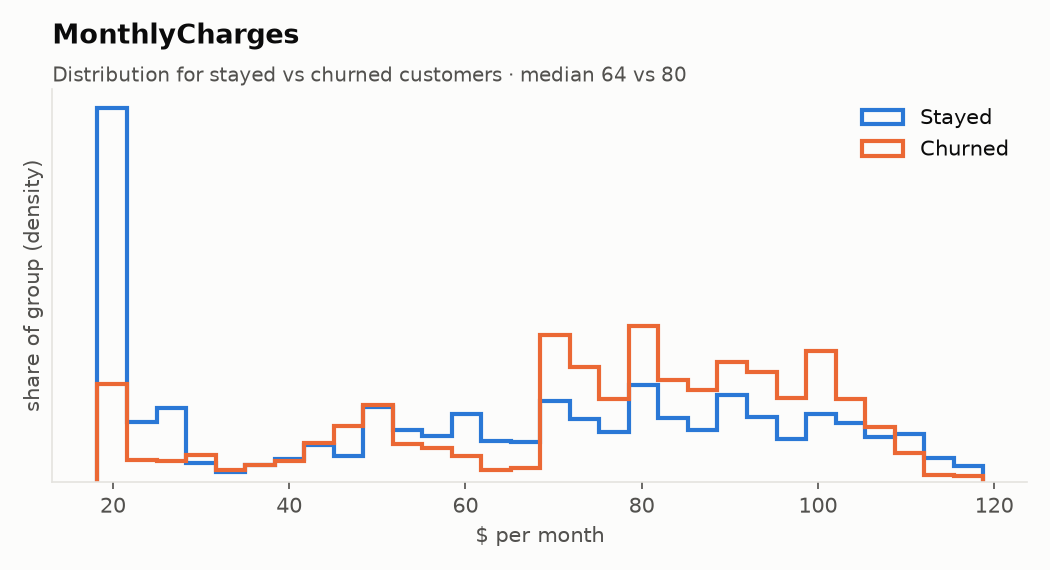 MonthlyCharges
Distribution for stayed vs churned customers · median 64 vs 80
Stayed
Churned
share of group (density)
20 40 60 80 100 120
$ per month